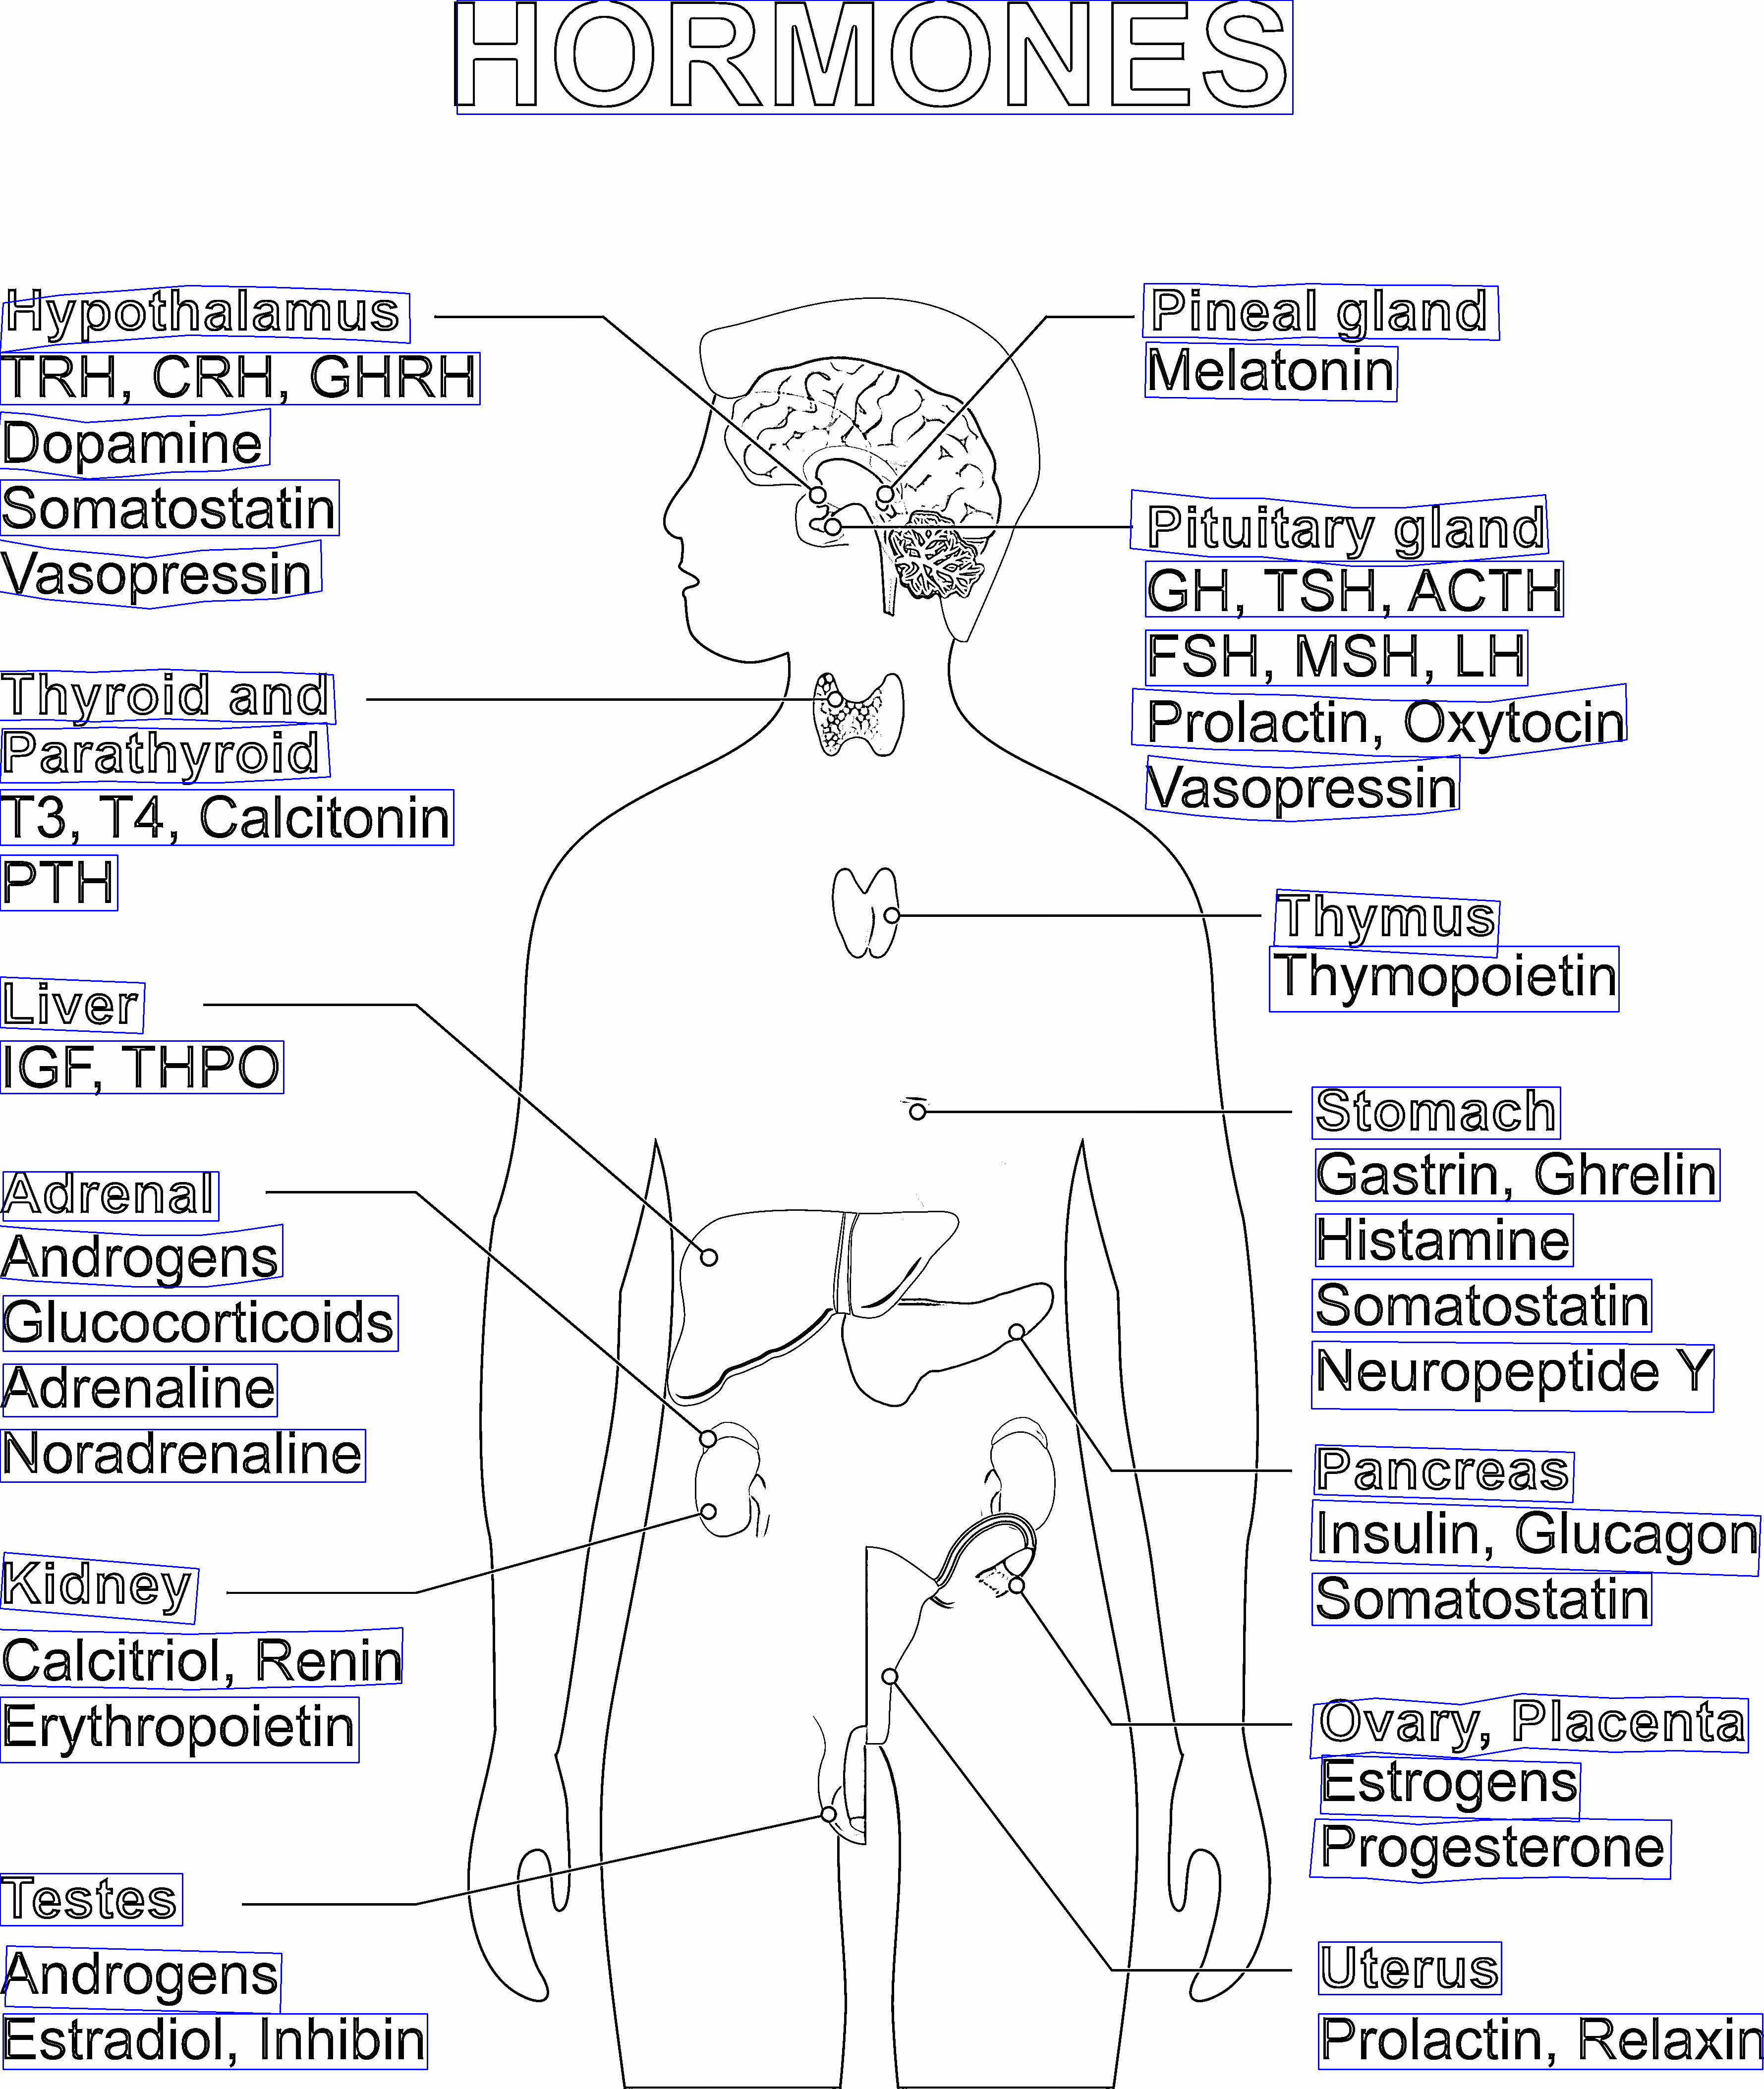 HORMONES
Hypothalamus
TRH, CRH, GHRH
Dopamine
Somatostatin
Vasopressin
Thyroid and
Parathyroid
T3, T4, Calcitonin
PTH
Liver
IGF, THPO
Adrenal
Androgens
Glucocorticoids
Adrenaline
Noradrenaline
Kidney
Calcitriol, Renin
Erythropoietin
Testes
Androgens
Estradiol, Inhibin
Pineal gland
Melatonin
Pituitary gland
GH, TSH, ACTH
FSH, MSH, LH
Prolactin, Oxytocin
Vasopressin
Thymus
Thymopoietin
Stomach
Gastrin, Ghrelin
Histamine
Somatostatin
Neuropeptide Y
Pancreas
Insulin, Glucagon
Somatostatin
Ovary, Placenta
Estrogens
Progesterone
Uterus
Prolactin, Relaxin